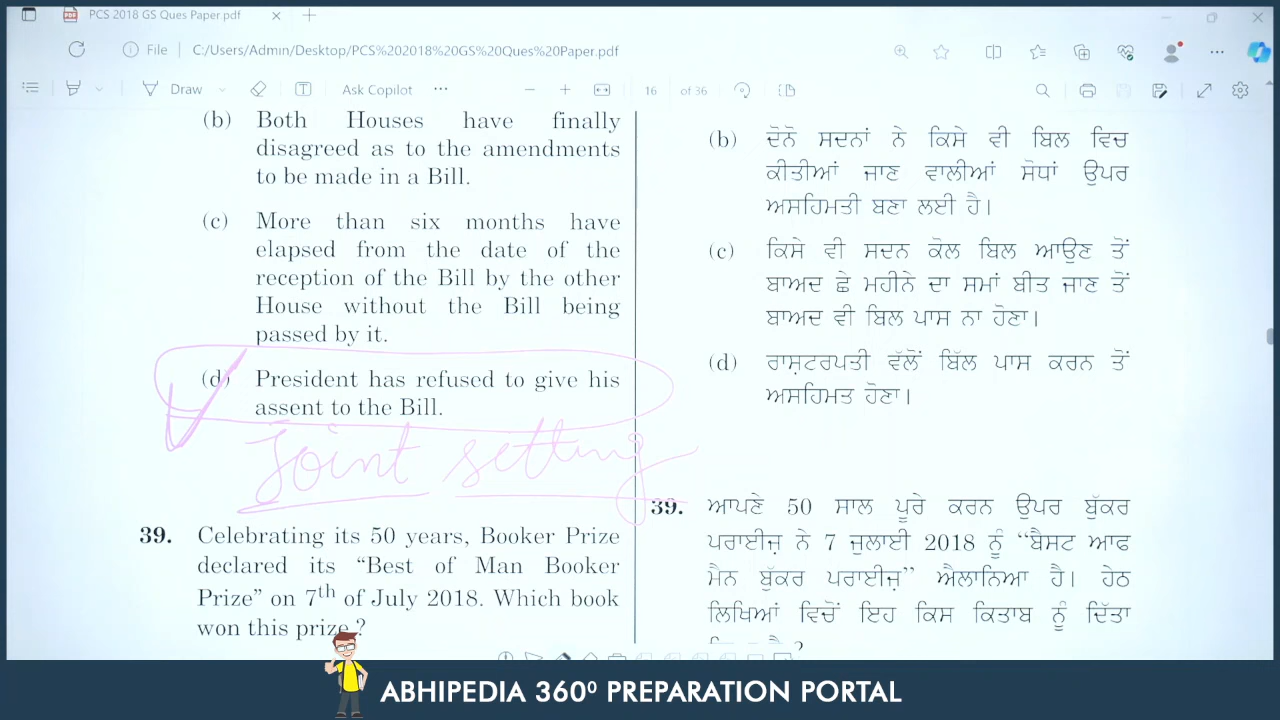 PCS 2018 GS Ques Paper.pdf
File
C:/Users/Admin/Desktop/PCS%202018%20GS%20Ques%20Paper.pdf
Draw
Ask Copilot
16 of 36
(b) Both Houses have finally
disagreed as to the amendments
to be made in a Bill.
(c) More than six months have
elapsed from the date of the
reception of the Bill by the other
House without the Bill being
passed by it.
(d) President has refused to give his
assent to the Bill.
Joint setting
39. Celebrating its 50 years, Booker Prize
declared its “Best of Man Booker
Prize” on 7th of July 2018. Which book
won this prize ?
(b) ਦੋਨੋ ਸਦਨਾਂ ਨੇ ਕਿਸੇ ਵੀ ਬਿਲ ਵਿਚ
ਕੀਤੀਆਂ ਜਾਣ ਵਾਲੀਆਂ ਸੋਧਾਂ ਉਪਰ
ਅਸਹਿਮਤੀ ਬਣਾ ਲਈ ਹੈ।
(c) ਕਿਸੇ ਵੀ ਸਦਨ ਕੋਲ ਬਿਲ ਆਉਣ ਤੋਂ
ਬਾਅਦ ਛੇ ਮਹੀਨੇ ਦਾ ਸਮਾਂ ਬੀਤ ਜਾਣ ਤੋਂ
ਬਾਅਦ ਵੀ ਬਿਲ ਪਾਸ ਨਾ ਹੋਣਾ।
(d) ਰਾਸ਼ਟਰਪਤੀ ਵੱਲੋਂ ਬਿੱਲ ਪਾਸ ਕਰਨ ਤੋਂ
ਅਸਹਿਮਤ ਹੋਣਾ।
39. ਆਪਣੇ 50 ਸਾਲ ਪੂਰੇ ਕਰਨ ਉਪਰ ਬੁੱਕਰ
ਪਰਾਈਜ਼ ਨੇ 7 ਜੁਲਾਈ 2018 ਨੂੰ “ਬੈਸਟ ਆਫ
ਮੈਨ ਬੁੱਕਰ ਪਰਾਈਜ਼” ਐਲਾਨਿਆ ਹੈ। ਹੇਠ
ਲਿਖਿਆਂ ਵਿਚੋਂ ਇਹ ਕਿਸ ਕਿਤਾਬ ਨੂੰ ਦਿੱਤਾ
ABHIPEDIA 360⁰ PREPARATION PORTAL